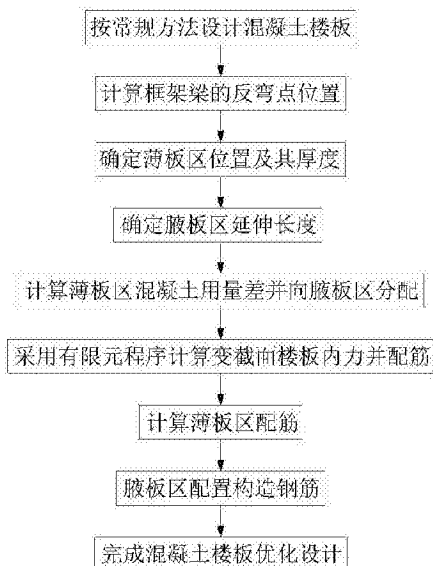 按常规方法设计混凝土楼板
计算框架梁的反弯点位置
确定薄板区位置及其厚度
确定腋板区延伸长度
计算薄板区混凝土用量差并向腋板区分配
采用有限元程序计算变截面楼板内力并配筋
计算薄板区配筋
腋板区配置构造钢筋
完成混凝土楼板优化设计